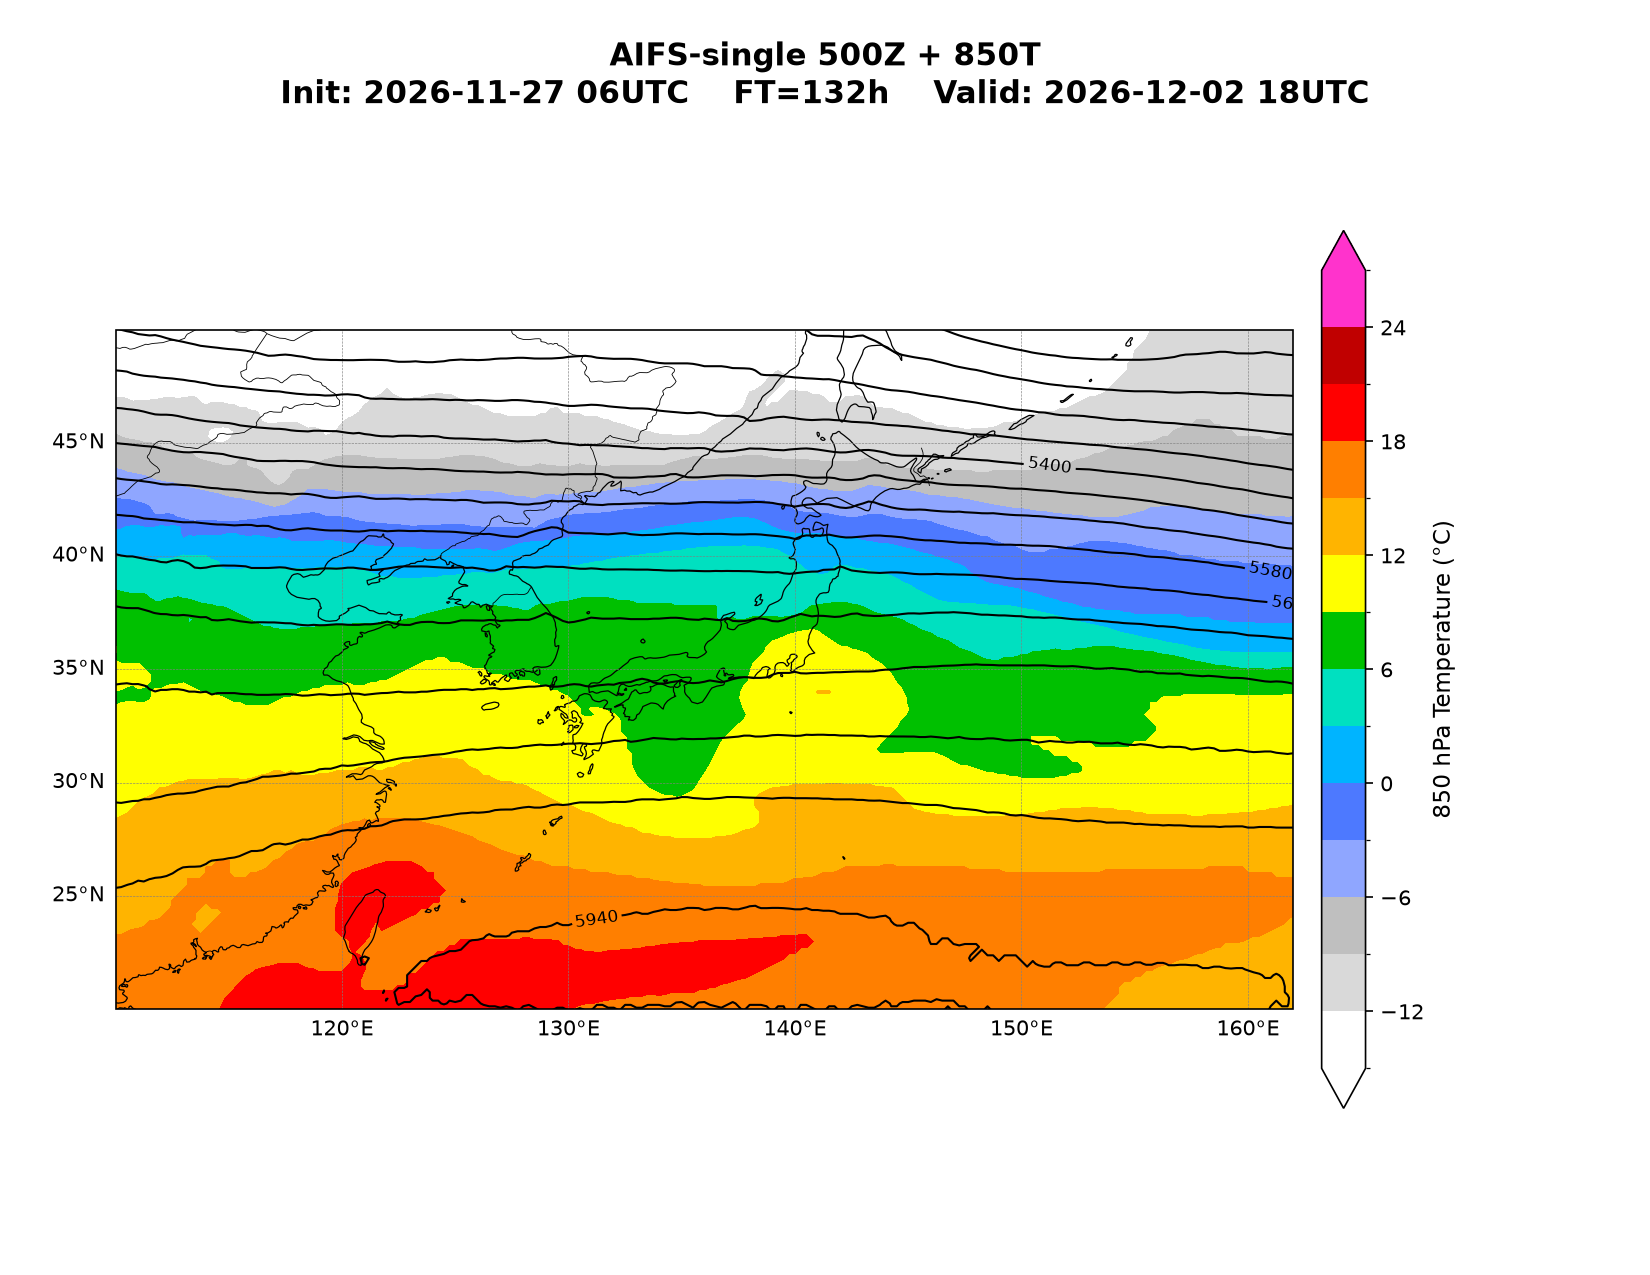 AIFS-single 500Z + 850T
Init: 2026-11-27 06UTC    FT=132h    Valid: 2026-12-02 18UTC
45°N
40°N
35°N
30°N
25°N
120°E
130°E
140°E
150°E
160°E
5400
5580
56
5940
24
18
12
6
0
−6
−12
850 hPa Temperature (°C)